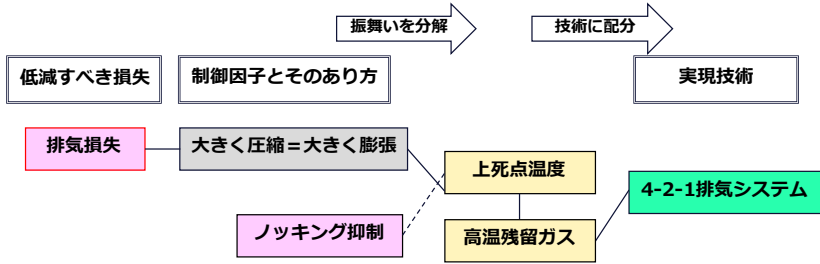 振舞いを分解
技術に配分
低減すべき損失
制御因子とそのあり方
実現技術
排気損失
大きく圧縮＝大きく膨張
上死点温度
4-2-1排気システム
ノッキング抑制
高温残留ガス